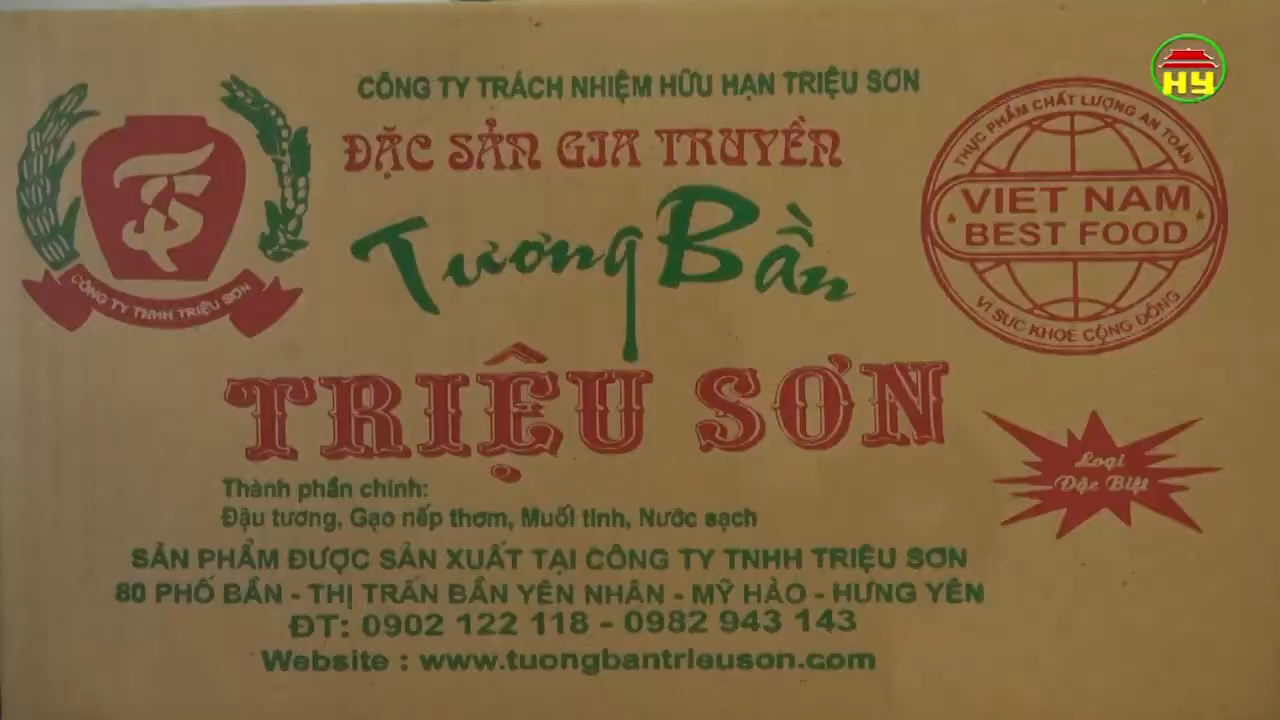 HY
CÔNG TY TRÁCH NHIỆM HỮU HẠN TRIỆU SƠN
ĐẶC SẢN GIA TRUYỀN
Tương Bần
TRIỆU SƠN
TS
CÔNG TY TNHH TRIỆU SƠN
THỰC PHẨM CHẤT LƯỢNG AN TOÀN
VIET NAM
BEST FOOD
VÌ SỨC KHOẺ CỘNG ĐỒNG
Loại
Đặc Biệt
Thành phần chính:
Đậu tương, Gạo nếp thơm, Muối tinh, Nước sạch
SẢN PHẨM ĐƯỢC SẢN XUẤT TẠI CÔNG TY TNHH TRIỆU SƠN
80 PHỐ BẦN - THỊ TRẤN BẦN YÊN NHÂN - MỸ HÀO - HƯNG YÊN
ĐT: 0902 122 118 - 0982 943 143
Website : www.tuongbantrieuson.com